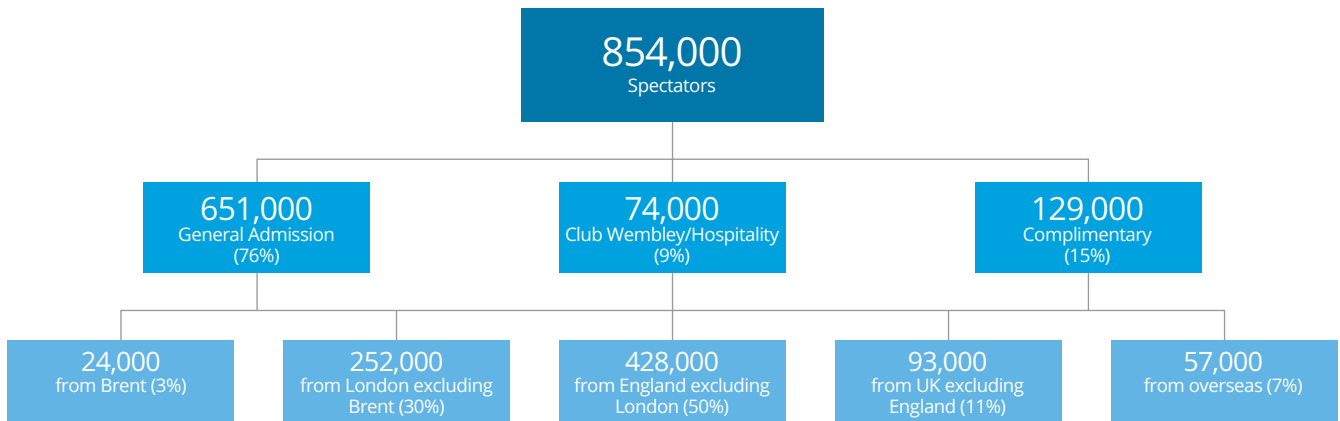 854,000
Spectators
651,000
General Admission
(76%)
74,000
Club Wembley/Hospitality
(9%)
129,000
Complimentary
(15%)
24,000
from Brent (3%)
252,000
from London excluding
Brent (30%)
428,000
from England excluding
London (50%)
93,000
from UK excluding
England (11%)
57,000
from overseas (7%)